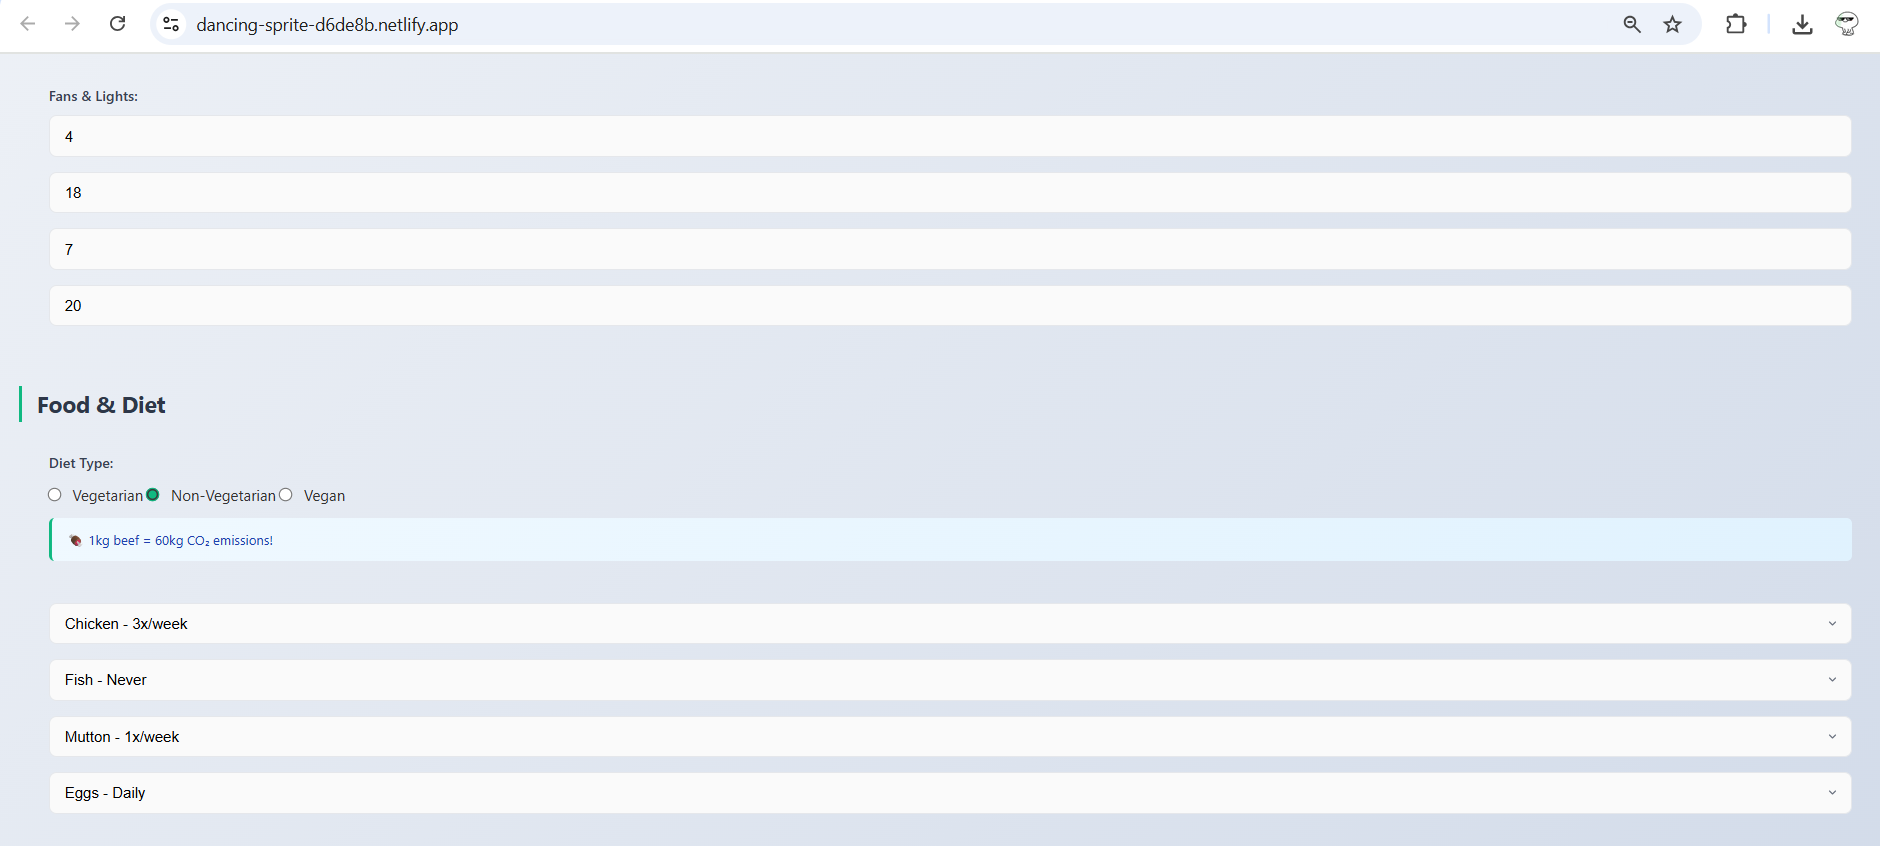 dancing-sprite-d6de8b.netlify.app
Fans & Lights:
4
18
7
20
Food & Diet
Diet Type:
Vegetarian Non-Vegetarian Vegan
1kg beef = 60kg CO₂ emissions!
Chicken - 3x/week
Fish - Never
Mutton - 1x/week
Eggs - Daily